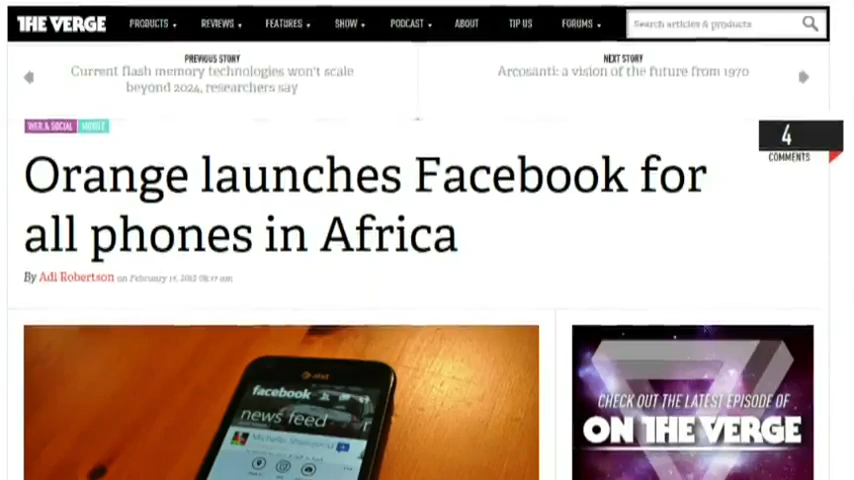 THE VERGE
PRODUCTS REVIEWS FEATURES SHOW PODCAST ABOUT TIP US FORUMS Search articles & products
PREVIOUS STORY
Current flash memory technologies won't scale
beyond 2024, researchers say
NEXT STORY
Arcosanti: a vision of the future from 1970
WEB & SOCIAL MOBILE
4
COMMENTS
Orange launches Facebook for
all phones in Africa
By Adi Robertson on February
at&t
facebook
news feed
CHECK OUT THE LATEST EPISODE OF
ON THE VERGE